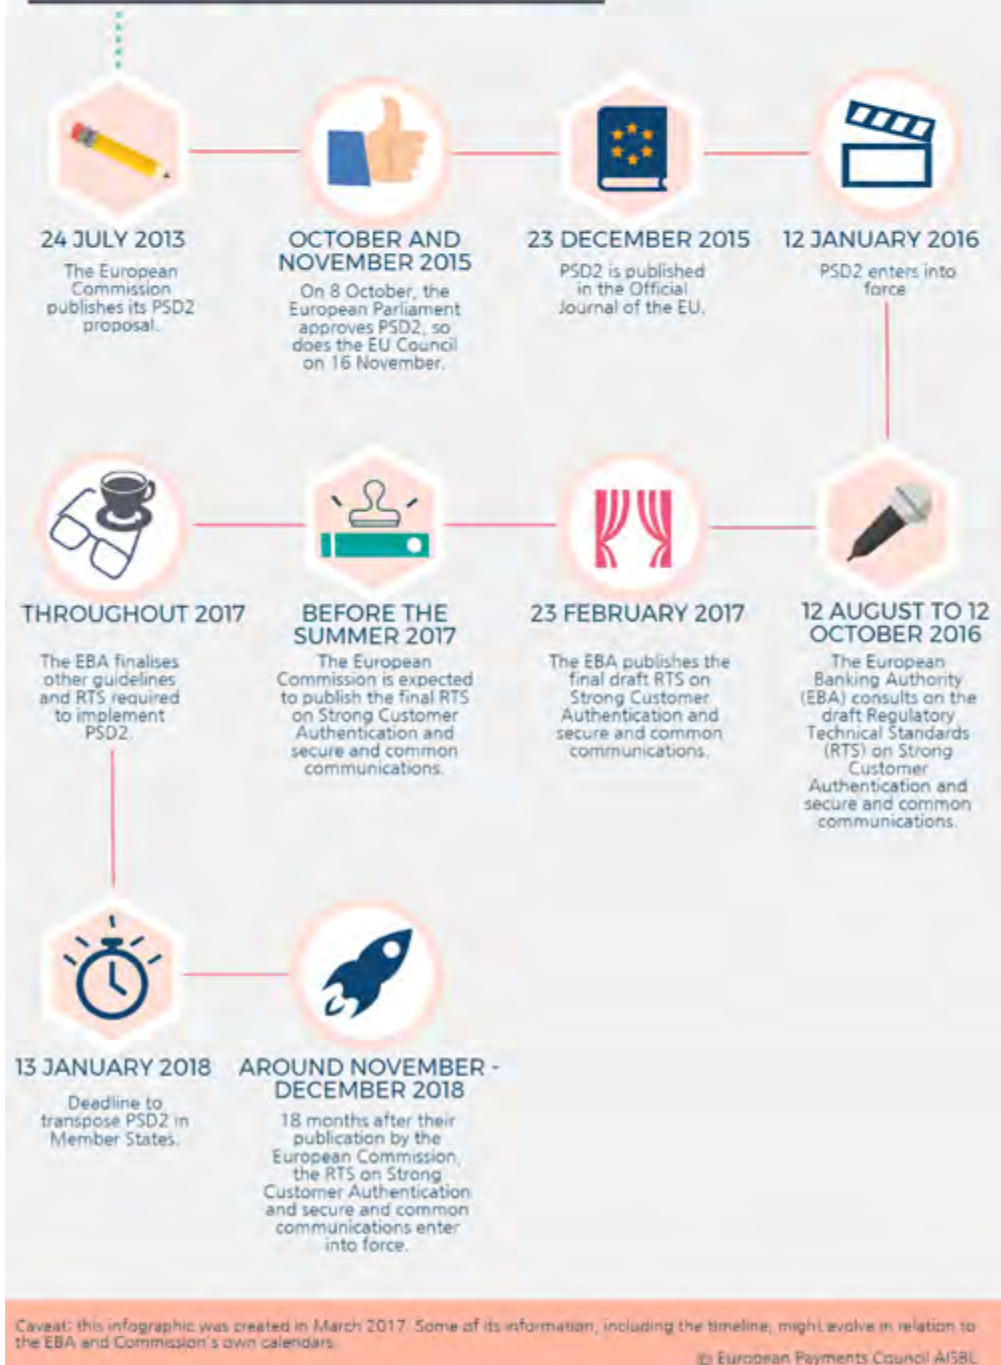 24 JULY 2013
The European
Commission
publishes its PSD2
proposal.
OCTOBER AND
NOVEMBER 2015
On 8 October, the
European Parliament
approves PSD2, so
does the EU Council
on 16 November.
23 DECEMBER 2015
PSD2 is published
in the Official
Journal of the EU.
12 JANUARY 2016
PSD2 enters into
force
12 AUGUST TO 12
OCTOBER 2016
The European
Banking Authority
(EBA) consults on the
draft Regulatory
Technical Standards
(RTS) on Strong
Customer
Authentication and
secure and common
communications.
23 FEBRUARY 2017
The EBA publishes the
final draft RTS on
Strong Customer
Authentication and
secure and common
communications.
BEFORE THE
SUMMER 2017
The European
Commission is expected
to publish the final RTS
on Strong Customer
Authentication and
secure and common
communications.
THROUGHOUT 2017
The EBA finalises
other guidelines
and RTS required
to implement
PSD2.
13 JANUARY 2018
Deadline to
transpose PSD2 in
Member States.
AROUND NOVEMBER -
DECEMBER 2018
18 months after their
publication by the
European Commission,
the RTS on Strong
Customer Authentication
and secure and common
communications enter
into force.
Caveat: this infographic was created in March 2017. Some of its information, including the timeline, might evolve in relation to
the EBA and Commission's own calendars.
© European Payments Council AISBL